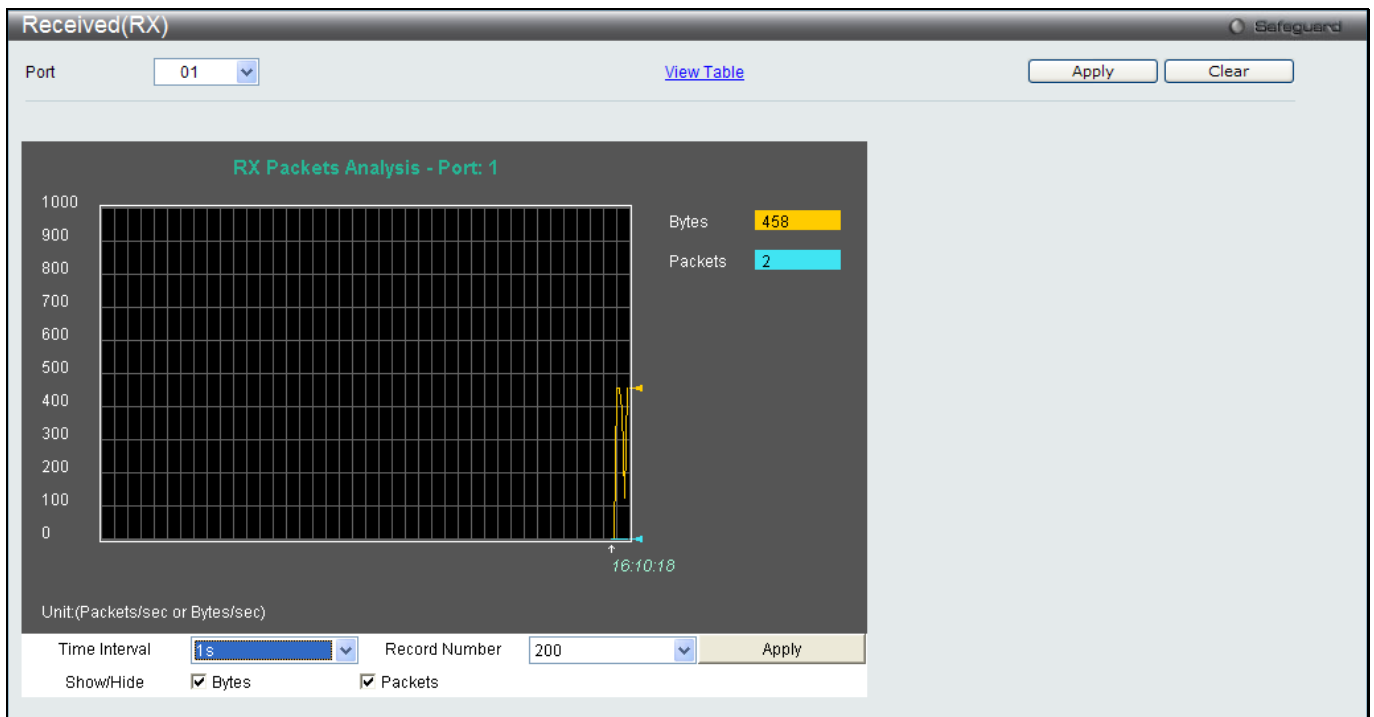 Received(RX)
Safeguard
Port 01 View Table Apply Clear
RX Packets Analysis - Port: 1
1000
900
800
700
600
500
400
300
200
100
0
Bytes 458
Packets 2
16:10:18
Unit:(Packets/sec or Bytes/sec)
Time Interval 1s Record Number 200 Apply
Show/Hide Bytes Packets